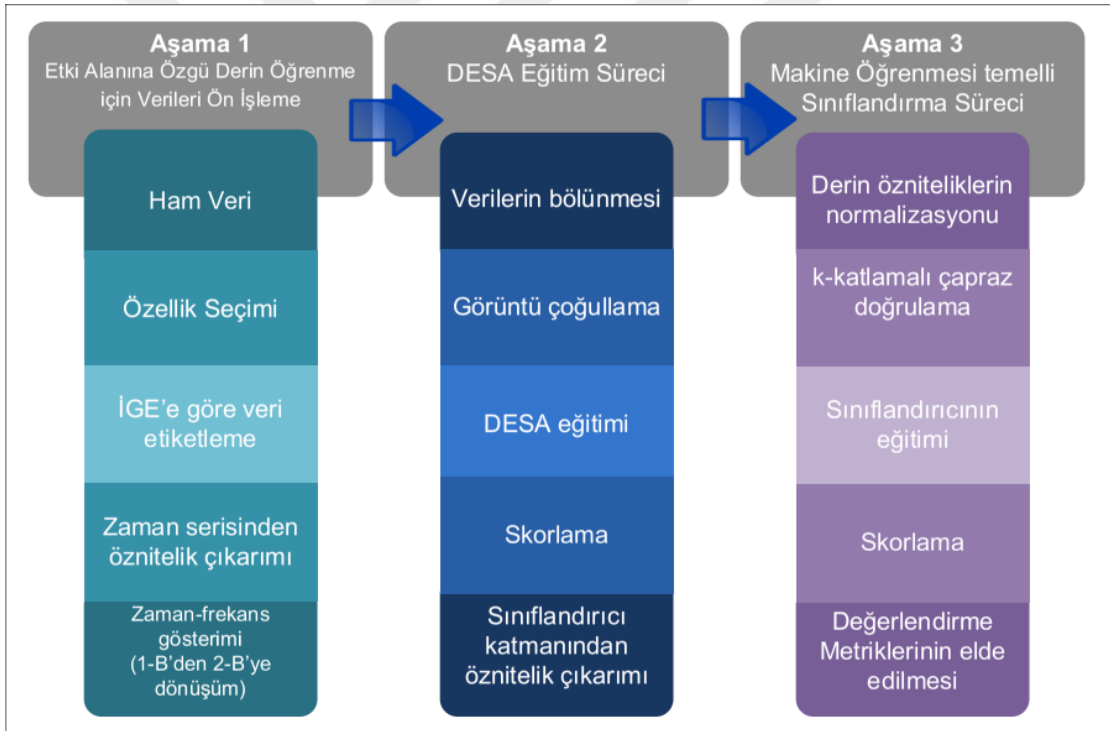 Aşama 1
Etki Alanına Özgü Derin Öğrenme
için Verileri Ön İşleme
Ham Veri
Özellik Seçimi
İGE'e göre veri
etiketleme
Zaman serisinden
öznitelik çıkarımı
Zaman-frekans
gösterimi
(1-B'den 2-B'ye
dönüşüm)
Aşama 2
DESA Eğitim Süreci
Verilerin bölünmesi
Görüntü çoğullama
DESA eğitimi
Skorlama
Sınıflandırıcı
katmanından
öznitelik çıkarımı
Aşama 3
Makine Öğrenmesi temelli
Sınıflandırma Süreci
Derin özniteliklerin
normalizasyonu
k-katlamalı çapraz
doğrulama
Sınıflandırıcının
eğitimi
Skorlama
Değerlendirme
Metriklerinin elde
edilmesi